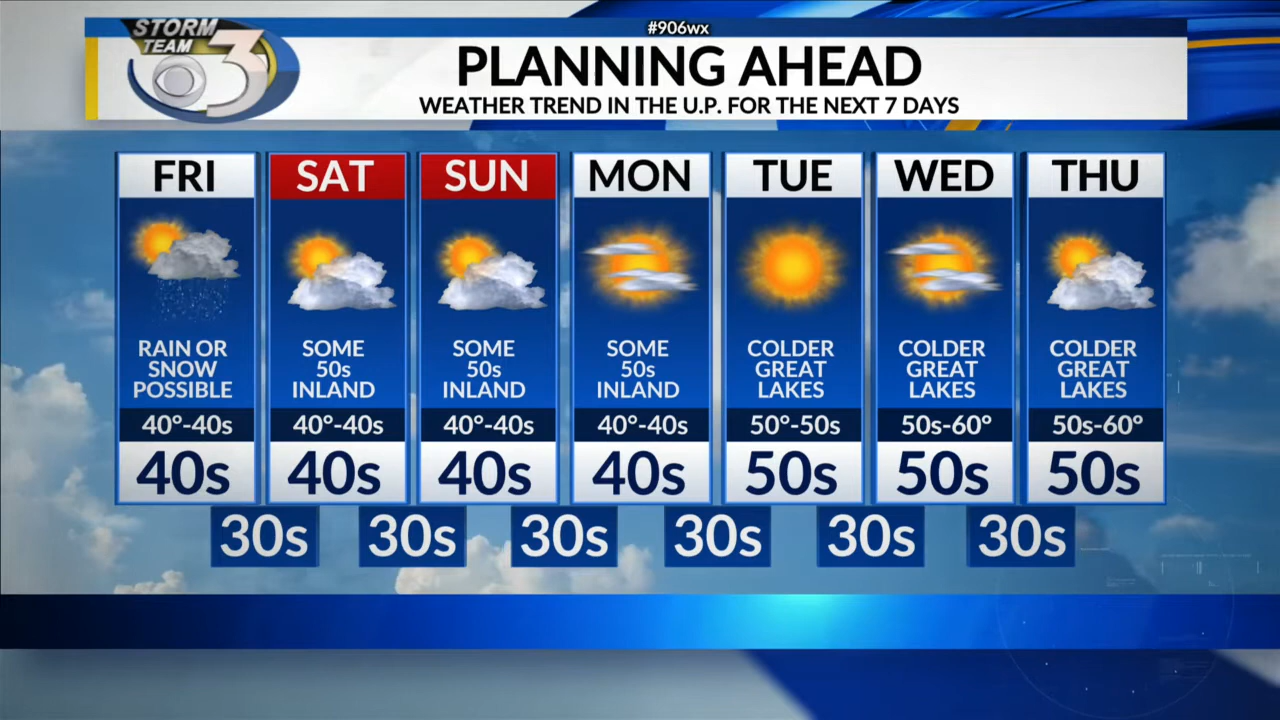 #906wx
STORM
TEAM
3
PLANNING AHEAD
WEATHER TREND IN THE U.P. FOR THE NEXT 7 DAYS
FRI
RAIN OR
SNOW
POSSIBLE
40°-40s
40s
SAT
SOME
50s
INLAND
40°-40s
40s
SUN
SOME
50s
INLAND
40°-40s
40s
MON
SOME
50s
INLAND
40°-40s
40s
TUE
COLDER
GREAT
LAKES
50°-50s
50s
WED
COLDER
GREAT
LAKES
50s-60°
50s
THU
COLDER
GREAT
LAKES
50s-60°
50s
30s
30s
30s
30s
30s
30s